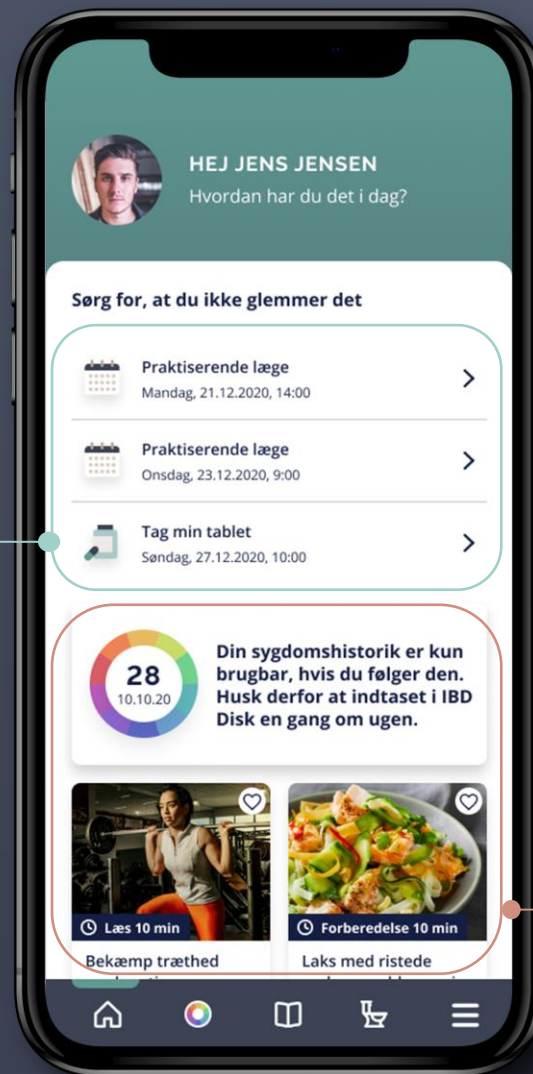 HEJ JENS JENSEN
Hvordan har du det i dag?
Sørg for, at du ikke glemmer det
Praktiserende læge
Mandag, 21.12.2020, 14:00
Praktiserende læge
Onsdag, 23.12.2020, 9:00
Tag min tablet
Søndag, 27.12.2020, 10:00
28
10.10.20
Din sygdomshistorik er kun
brugbar, hvis du følger den.
Husk derfor at indtaset i IBD
Disk en gang om ugen.
Læs 10 min
Bekæmp træthed
Forberedelse 10 min
Laks med ristede